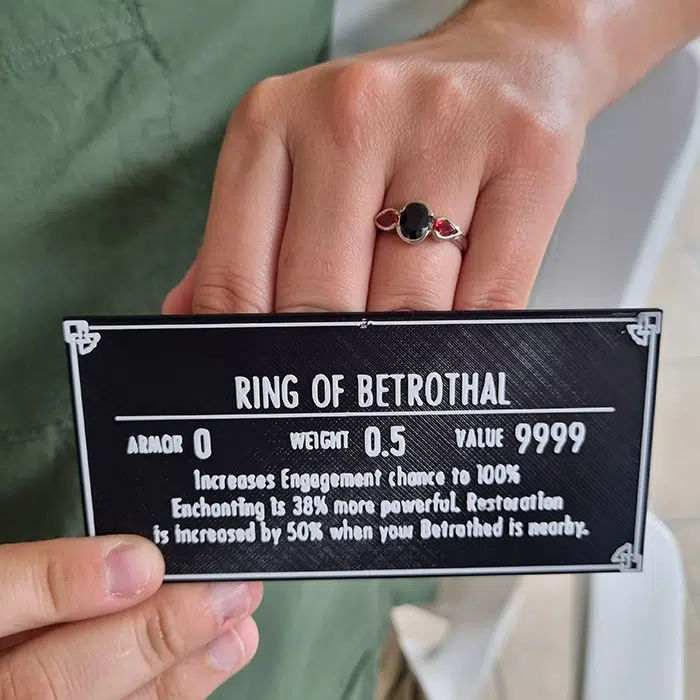 RING OF BETROTHAL
ARMOR 0 WEIGHT 0.5 VALUE 9999
Increases Engagement chance to 100%
Enchanting is 38% more powerful. Restoration
is increased by 50% when your Betrothed is nearby.